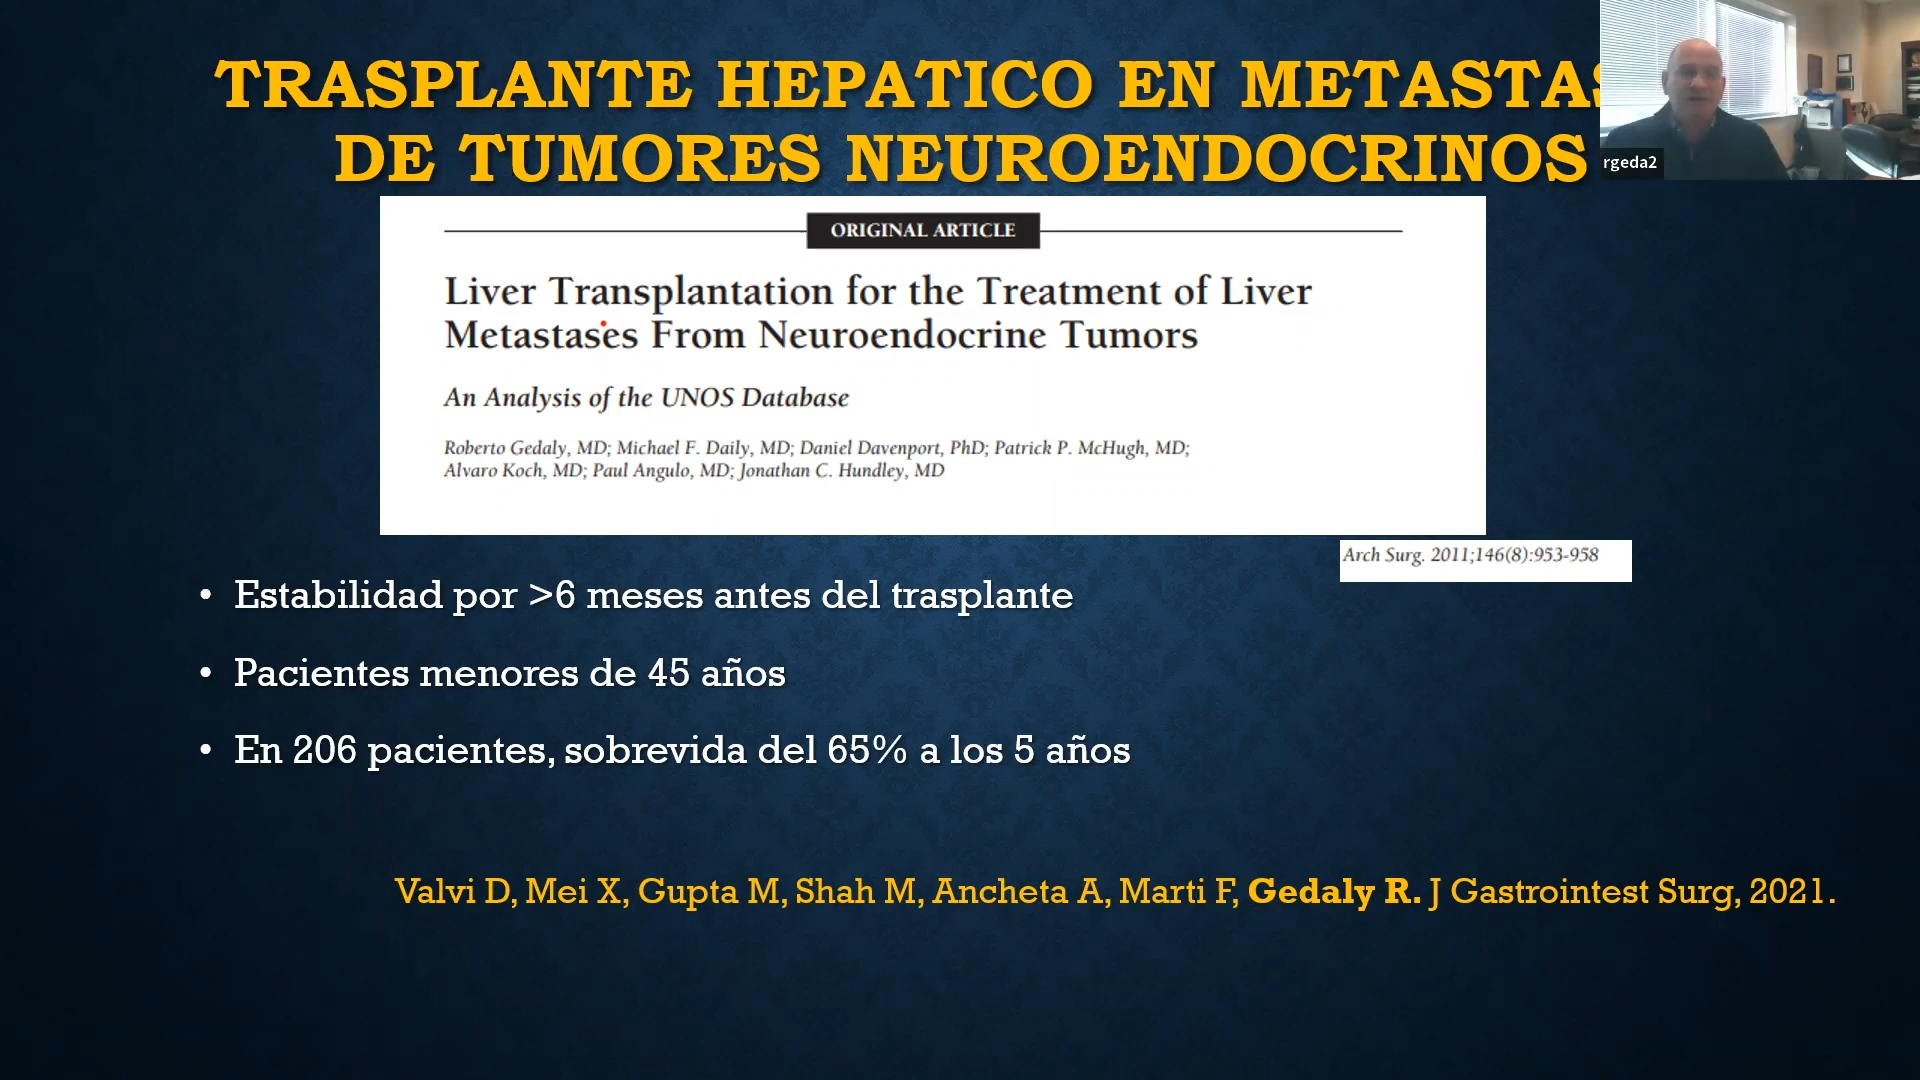 TRASPLANTE HEPATICO EN METASTAS
DE TUMORES NEUROENDOCRINOS
rgeda2
ORIGINAL ARTICLE
Liver Transplantation for the Treatment of Liver
Metastases From Neuroendocrine Tumors
An Analysis of the UNOS Database
Roberto Gedaly, MD; Michael F. Daily, MD; Daniel Davenport, PhD; Patrick P. McHugh, MD;
Alvaro Koch, MD; Paul Angulo, MD; Jonathan C. Hundley, MD
Arch Surg. 2011;146(8):953-958
• Estabilidad por >6 meses antes del trasplante
• Pacientes menores de 45 años
• En 206 pacientes, sobrevida del 65% a los 5 años
Valvi D, Mei X, Gupta M, Shah M, Ancheta A, Marti F, Gedaly R. J Gastrointest Surg, 2021.